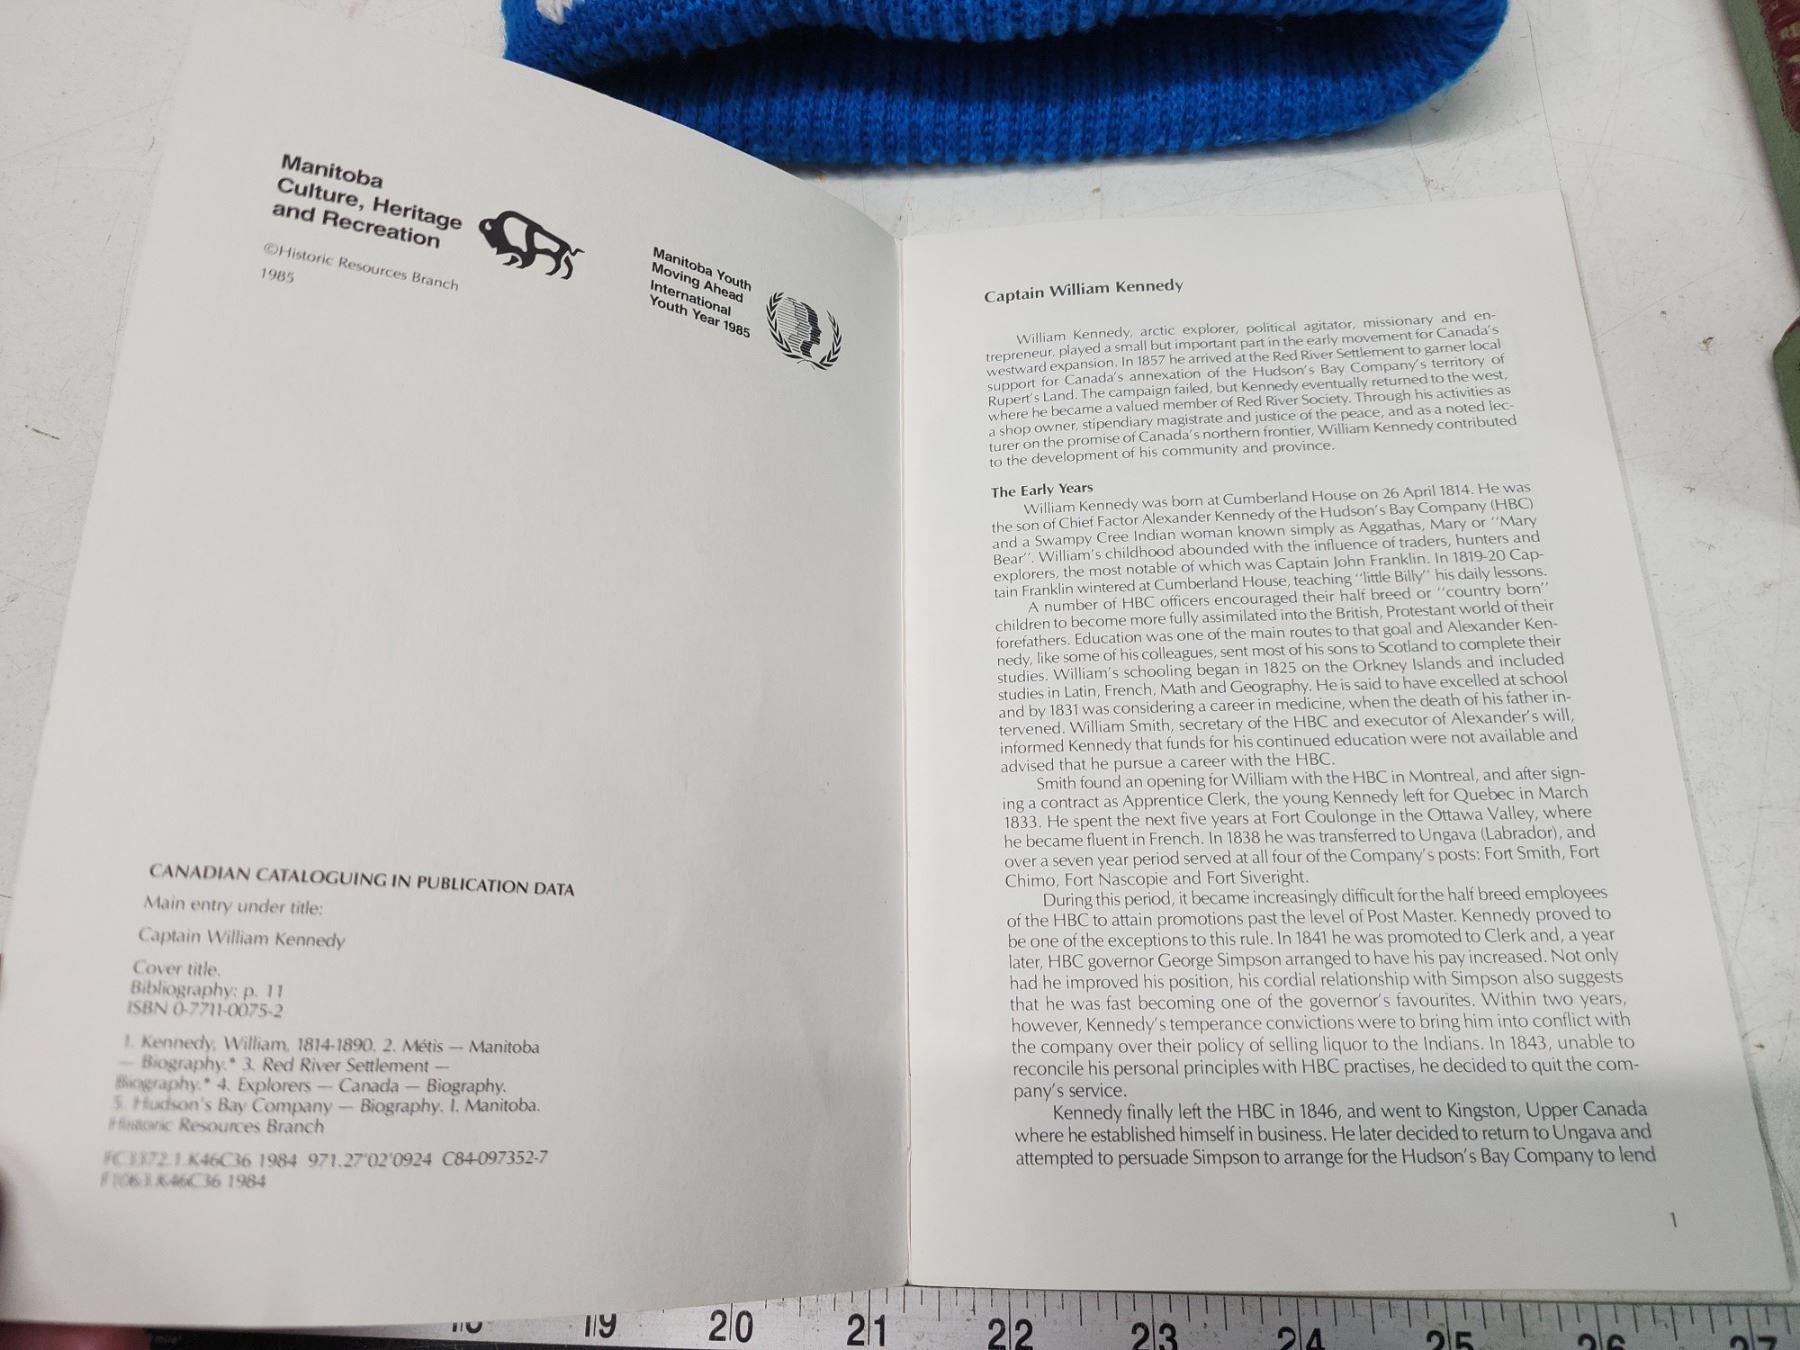 Manitoba
Culture, Heritage
and Recreation
©Historic Resources Branch
1985
Manitoba Youth
Moving Ahead
International
Youth Year 1985
CANADIAN CATALOGUING IN PUBLICATION DATA
Main entry under title:
Captain William Kennedy
Cover title.
Bibliography: p. 11
ISBN 0-7711-0075-2
1. Kennedy, William, 1814-1890. 2. Métis — Manitoba
— Biography.* 3. Red River Settlement —
Biography.* 4. Explorers — Canada — Biography.
5. Hudson's Bay Company — Biography. I. Manitoba.
Historic Resources Branch
FC3372.1.K46C36 1984 971.27'02'0924 C84-097352-7
F1063.K46C36 1984
Captain William Kennedy
William Kennedy, arctic explorer, political agitator, missionary and en-
trepreneur, played a small but important part in the early movement for Canada's
westward expansion. In 1857 he arrived at the Red River Settlement to garner local
support for Canada's annexation of the Hudson's Bay Company's territory of
Rupert's Land. The campaign failed, but Kennedy eventually returned to the west,
where he became a valued member of Red River Society. Through his activities as
a shop owner, stipendiary magistrate and justice of the peace, and as a noted lec-
turer on the promise of Canada's northern frontier, William Kennedy contributed
to the development of his community and province.
The Early Years
William Kennedy was born at Cumberland House on 26 April 1814. He was
the son of Chief Factor Alexander Kennedy of the Hudson's Bay Company (HBC)
and a Swampy Cree Indian woman known simply as Aggathas, Mary or "Mary
Bear". William's childhood abounded with the influence of traders, hunters and
explorers, the most notable of which was Captain John Franklin. In 1819-20 Cap-
tain Franklin wintered at Cumberland House, teaching "little Billy" his daily lessons.
A number of HBC officers encouraged their half breed or "country born"
children to become more fully assimilated into the British, Protestant world of their
forefathers. Education was one of the main routes to that goal and Alexander Ken-
nedy, like some of his colleagues, sent most of his sons to Scotland to complete their
studies. William's schooling began in 1825 on the Orkney Islands and included
studies in Latin, French, Math and Geography. He is said to have excelled at school
and by 1831 was considering a career in medicine, when the death of his father in-
tervened. William Smith, secretary of the HBC and executor of Alexander's will,
informed Kennedy that funds for his continued education were not available and
advised that he pursue a career with the HBC.
Smith found an opening for William with the HBC in Montreal, and after sign-
ing a contract as Apprentice Clerk, the young Kennedy left for Quebec in March
1833. He spent the next five years at Fort Coulonge in the Ottawa Valley, where
he became fluent in French. In 1838 he was transferred to Ungava (Labrador), and
over a seven year period served at all four of the Company's posts: Fort Smith, Fort
Chimo, Fort Nascopie and Fort Siveright.
During this period, it became increasingly difficult for the half breed employees
of the HBC to attain promotions past the level of Post Master. Kennedy proved to
be one of the exceptions to this rule. In 1841 he was promoted to Clerk and, a year
later, HBC governor George Simpson arranged to have his pay increased. Not only
had he improved his position, his cordial relationship with Simpson also suggests
that he was fast becoming one of the governor's favourites. Within two years,
however, Kennedy's temperance convictions were to bring him into conflict with
the company over their policy of selling liquor to the Indians. In 1843, unable to
reconcile his personal principles with HBC practises, he decided to quit the com-
pany's service.
Kennedy finally left the HBC in 1846, and went to Kingston, Upper Canada
where he established himself in business. He later decided to return to Ungava and
attempted to persuade Simpson to arrange for the Hudson's Bay Company to lend
1
19 20 21 22 23 24 25 26 27